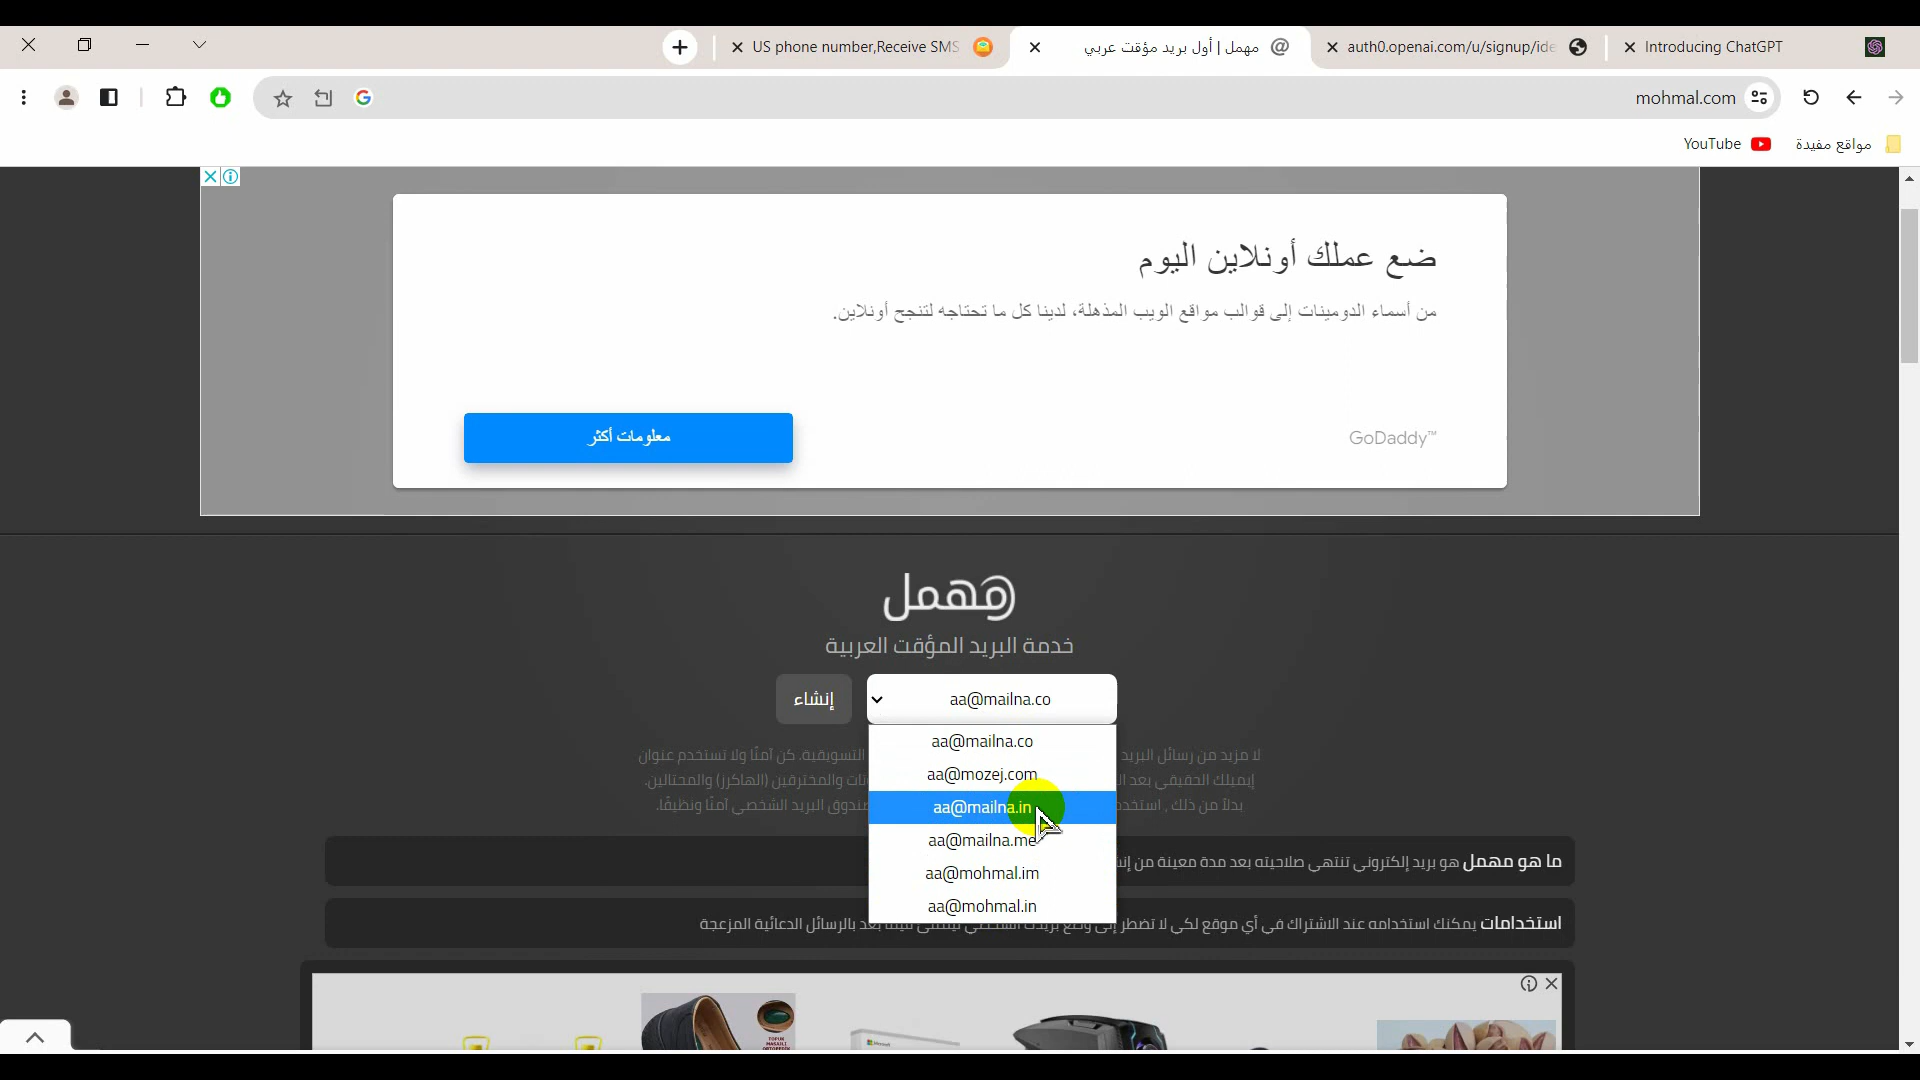 Introducing ChatGPT
auth0.openai.com/u/signup/ide
مهمل | أول بريد مؤقت عربي
US phone number,Receive SMS
mohmal.com
مواقع مفيدة
YouTube
ضع عملك أونلاين اليوم
من أسماء الدومينات إلى قوالب مواقع الويب المذهلة، لدينا كل ما تحتاجه لتنجح أونلاين.
GoDaddy™
معلومات أكثر
مهمل
خدمة البريد المؤقت العربية
aa@mailna.co
إنشاء
aa@mailna.co
aa@mozej.com
aa@mailna.in
aa@mailna.me
aa@mohmal.im
aa@mohmal.in
لا مزيد من رسائل البريد التسويقية. كن آمنًا ولا تستخدم عنوان
إيميلك الحقيقي بعد والمخترقين (الهاكرز) والمحتالين.
بدلاً من ذلك , استخدم صندوق البريد الشخصي آمنًا ونظيفًا.
ما هو مهمل هو بريد إلكتروني تنتهي صلاحيته بعد مدة معينة من
استخدامات يمكنك استخدامه عند الاشتراك في أي موقع لكي لا تضطر إلى وضع بريدك الشخصي بالرسائل الدعائية المزعجة
Microsoft